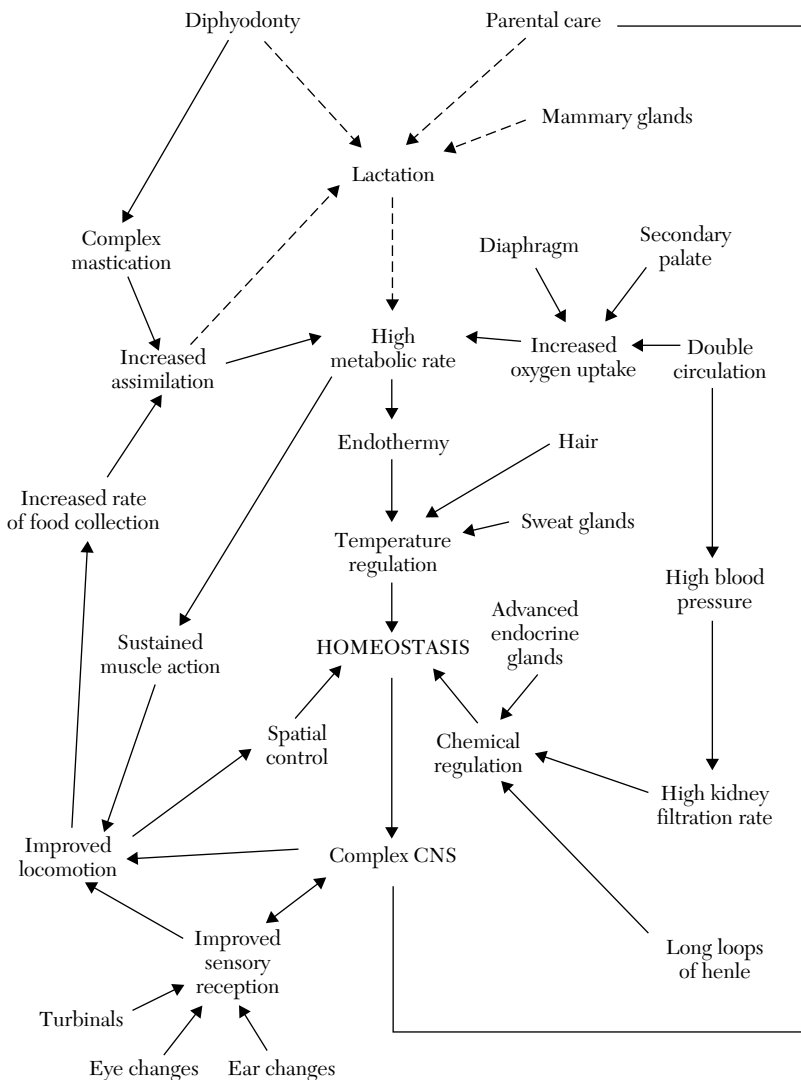 Diphyodonty
Parental care
Mammary glands
Lactation
Complex
mastication
Diaphragm
Secondary
palate
Increased
assimilation
High
metabolic rate
Increased
oxygen uptake
Double
circulation
Endothermy
Hair
Increased rate
of food collection
Sweat glands
Temperature
regulation
High blood
pressure
Advanced
endocrine
glands
Sustained
muscle action
HOMEOSTASIS
Spatial
control
Chemical
regulation
High kidney
filtration rate
Improved
locomotion
Complex CNS
Improved
sensory
reception
Long loops
of henle
Turbinals
Eye changes
Ear changes